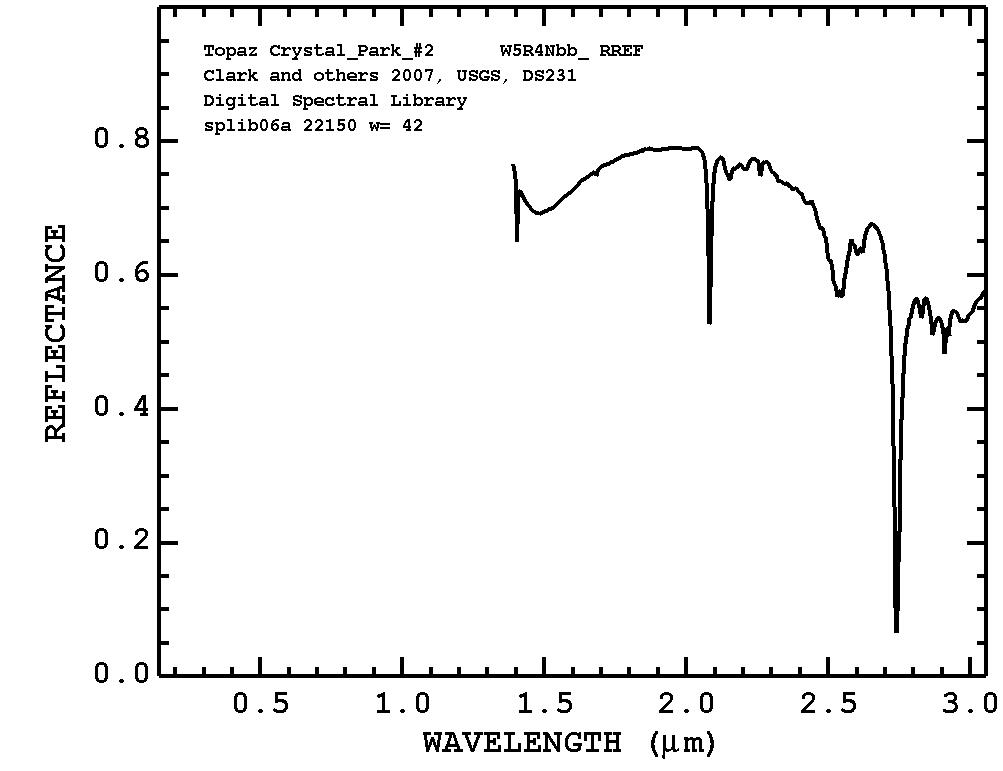 Topaz Crystal_Park_#2 W5R4Nbb_ RREF
Clark and others 2007, USGS, DS231
Digital Spectral Library
splib06a 22150 w= 42
0.8
0.6
0.4
0.2
0.0
REFLECTANCE
0.5 1.0 1.5 2.0 2.5 3.0
WAVELENGTH (μm)